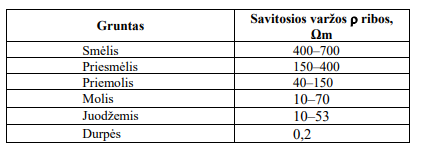 Gruntas Savitosios varžos ρ ribos, Ωm
Smėlis 400–700
Priesmėlis 150–400
Priemolis 40–150
Molis 10–70
Juodžemis 10–53
Durpės 0,2